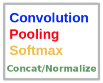 Convolution
Pooling
Softmax
Concat/Normalize